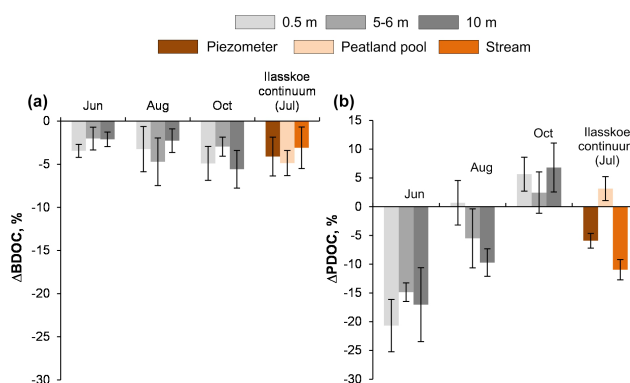 0.5 m 5-6 m 10 m
Piezometer Peatland pool Stream
(a)
Jun Aug Oct Ilasskoe
continuum
(Jul)
0
-5
-10
-15
-20
-25
-30
ΔBDOC, %
(b)
Jun Aug Oct Ilasskoe
continuur
(Jul)
15
10
5
0
-5
-10
-15
-20
-25
-30
ΔPDOC, %